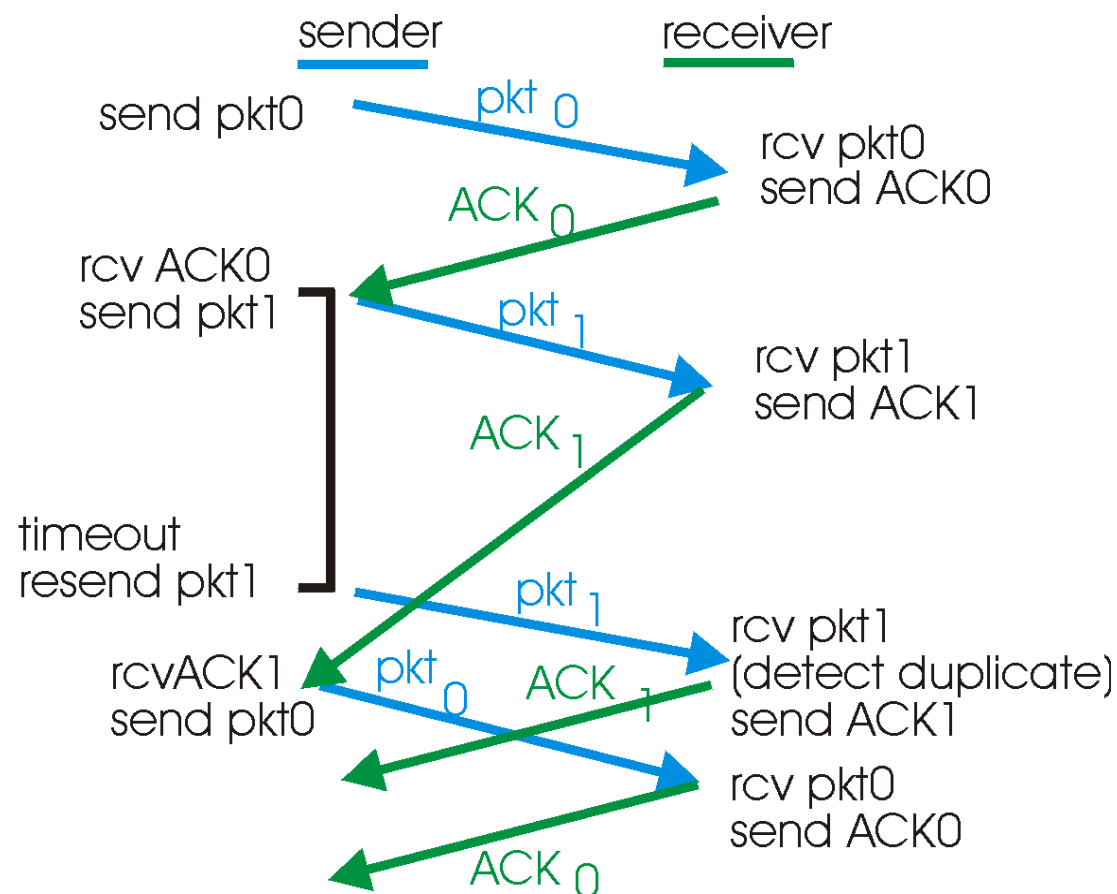 sender
receiver
send pkt0
pkt 0
rcv pkt0
send ACK0
ACK 0
rcv ACK0
send pkt1
pkt 1
rcv pkt1
send ACK1
ACK 1
timeout
resend pkt1
pkt 1
rcv pkt1
(detect duplicate)
send ACK1
rcvACK1
send pkt0
pkt 0
ACK 1
rcv pkt0
send ACK0
ACK 0